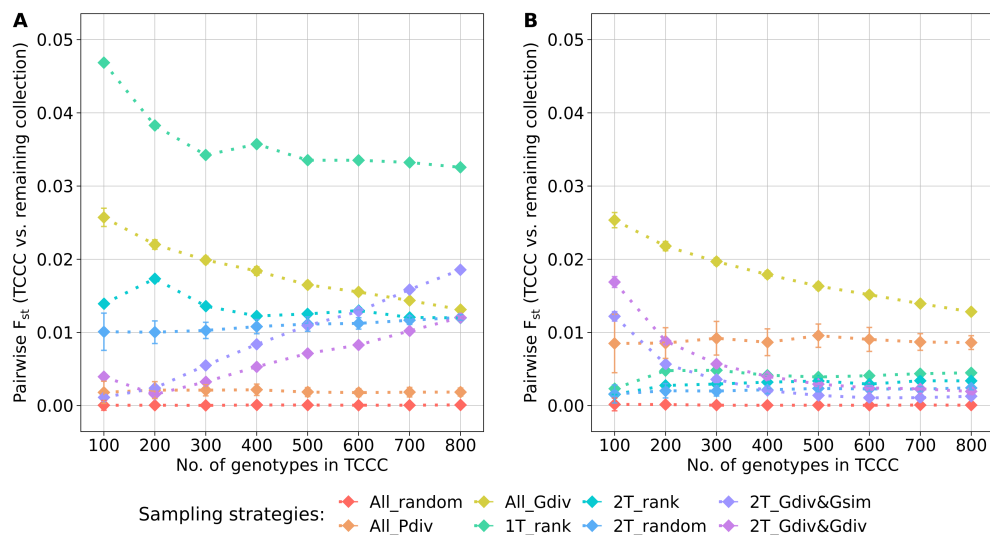 A
B
Pairwise Fst (TCCC vs. remaining collection)
0.05
0.04
0.03
0.02
0.01
0.00
100 200 300 400 500 600 700 800
No. of genotypes in TCCC
Pairwise Fst (TCCC vs. remaining collection)
0.05
0.04
0.03
0.02
0.01
0.00
100 200 300 400 500 600 700 800
No. of genotypes in TCCC
Sampling strategies:
All_random All_Gdiv 2T_rank 2T_Gdiv&Gsim
All_Pdiv 1T_rank 2T_random 2T_Gdiv&Gdiv